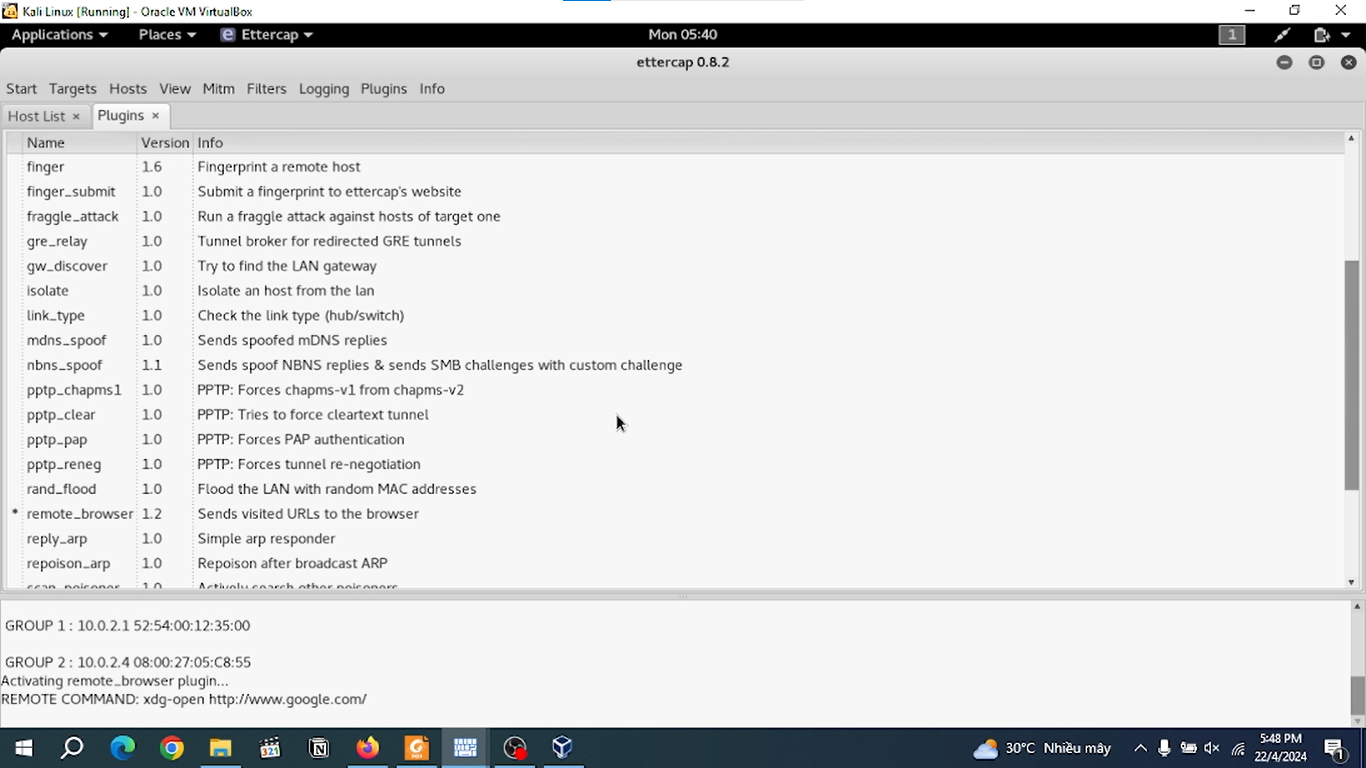 Kali Linux [Running] - Oracle VM VirtualBox
Applications Places Ettercap Mon 05:40 1
ettercap 0.8.2
Start Targets Hosts View Mitm Filters Logging Plugins Info
Host List × Plugins ×
Name Version Info
finger 1.6 Fingerprint a remote host
finger_submit 1.0 Submit a fingerprint to ettercap's website
fraggle_attack 1.0 Run a fraggle attack against hosts of target one
gre_relay 1.0 Tunnel broker for redirected GRE tunnels
gw_discover 1.0 Try to find the LAN gateway
isolate 1.0 Isolate an host from the lan
link_type 1.0 Check the link type (hub/switch)
mdns_spoof 1.0 Sends spoofed mDNS replies
nbns_spoof 1.1 Sends spoof NBNS replies & sends SMB challenges with custom challenge
pptp_chapms1 1.0 PPTP: Forces chapms-v1 from chapms-v2
pptp_clear 1.0 PPTP: Tries to force cleartext tunnel
pptp_pap 1.0 PPTP: Forces PAP authentication
pptp_reneg 1.0 PPTP: Forces tunnel re-negotiation
rand_flood 1.0 Flood the LAN with random MAC addresses
* remote_browser 1.2 Sends visited URLs to the browser
reply_arp 1.0 Simple arp responder
repoison_arp 1.0 Repoison after broadcast ARP
scan_poisoner 1.0 Actively search other poisoners
GROUP 1 : 10.0.2.1 52:54:00:12:35:00
GROUP 2 : 10.0.2.4 08:00:27:05:C8:55
Activating remote_browser plugin...
REMOTE COMMAND: xdg-open http://www.google.com/
321
30°C Nhiều mây
5:48 PM
22/4/2024
1